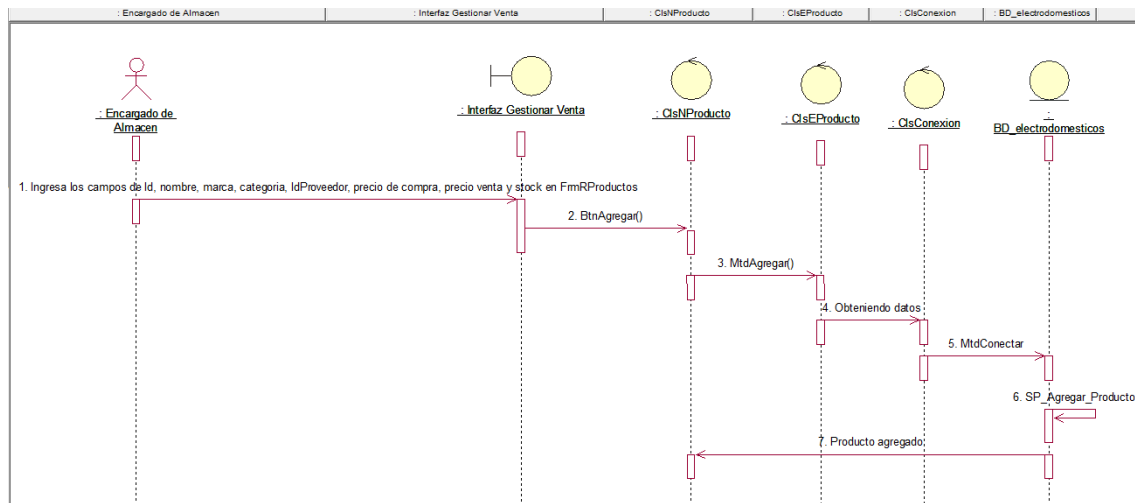 : Encargado de Almacen
: Interfaz Gestionar Venta
: ClsNProducto
: ClsEProducto
: ClsConexion
: BD_electrodomesticos
: Encargado de
Almacen
: Interfaz Gestionar Venta
: ClsNProducto
: ClsEProducto
: ClsConexion
:
BD_electrodomesticos
1. Ingresa los campos de Id, nombre, marca, categoria, IdProveedor, precio de compra, precio venta y stock en FmRProductos
2. BtnAgregar()
3. MtdAgregar()
4. Obteniendo datos
5. MtdConectar
6. SP_Agregar_Producto
7. Producto agregado